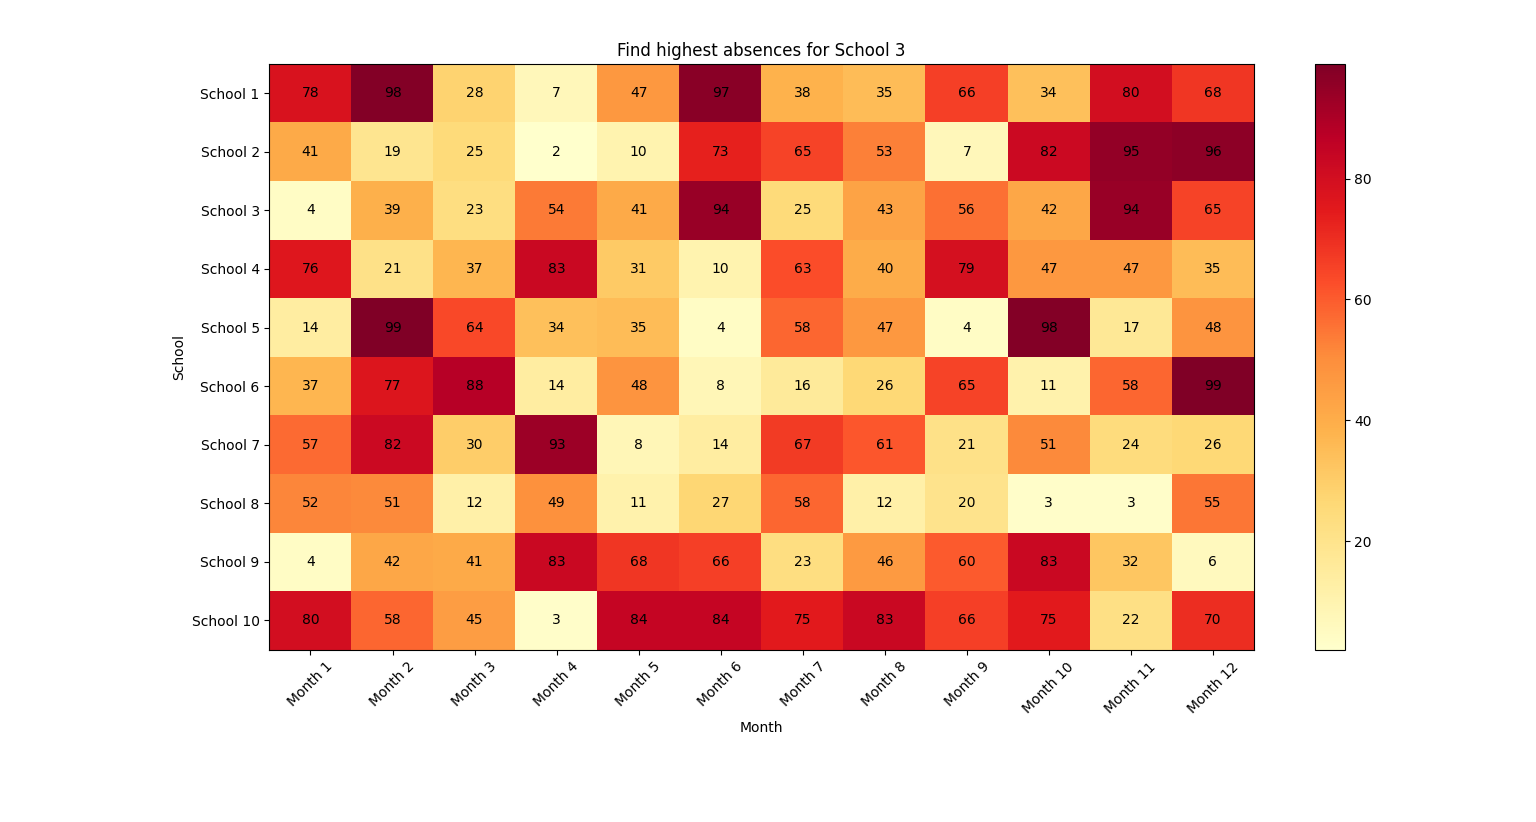 Find highest absences for School 3
School 1 78 98 28 7 47 97 38 35 66 34 80 68
School 2 41 19 25 2 10 73 65 53 7 82 95 96
School 3 4 39 23 54 41 94 25 43 56 42 94 65
School 4 76 21 37 83 31 10 63 40 79 47 47 35
School 5 14 99 64 34 35 4 58 47 4 98 17 48
School 6 37 77 88 14 48 8 16 26 65 11 58 99
School 7 57 82 30 93 8 14 67 61 21 51 24 26
School 8 52 51 12 49 11 27 58 12 20 3 3 55
School 9 4 42 41 83 68 66 23 46 60 83 32 6
School 10 80 58 45 3 84 84 75 83 66 75 22 70
Month 1 Month 2 Month 3 Month 4 Month 5 Month 6 Month 7 Month 8 Month 9 Month 10 Month 11 Month 12
Month
School
80
60
40
20